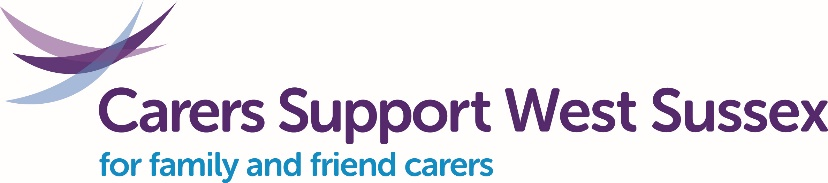 Carers Support West Sussex
for family and friend carers